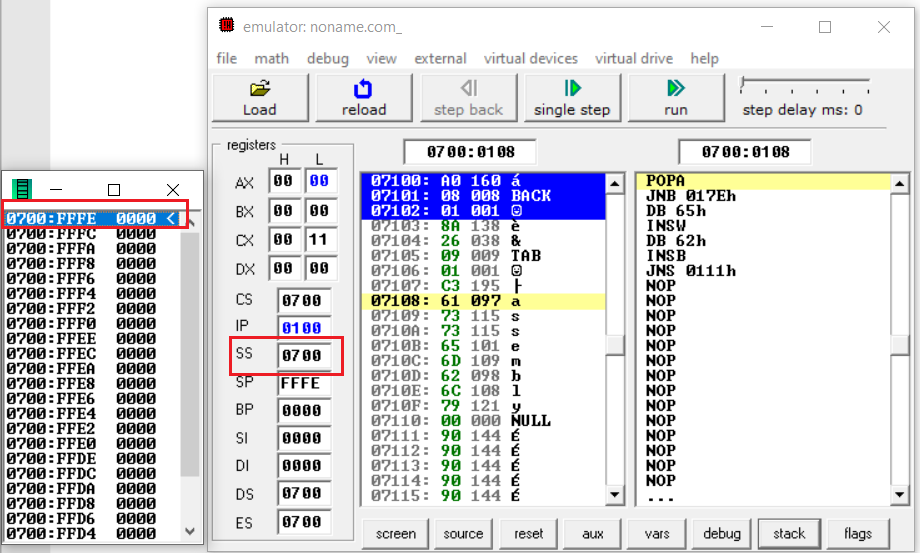 emulator: noname.com_
file math debug view external virtual devices virtual drive help
Load reload step back single step run step delay ms: 0
registers
H L
AX 00 00
BX 00 00
CX 00 11
DX 00 00
CS 0700
IP 0100
SS 0700
SP FFFE
BP 0000
SI 0000
DI 0000
DS 0700
ES 0700
0700:0108
07100: A0 160 á
07101: 08 008 BACK
07102: 01 001 ☺
07103: 8A 138 è
07104: 26 038 &
07105: 09 009 TAB
07106: 01 001 ☺
07107: C3 195 ├
07108: 61 097 a
07109: 73 115 s
0710A: 73 115 s
0710B: 65 101 e
0710C: 6D 109 m
0710D: 62 098 b
0710E: 6C 108 l
0710F: 79 121 y
07110: 00 000 NULL
07111: 90 144 É
07112: 90 144 É
07113: 90 144 É
07114: 90 144 É
07115: 90 144 É
0700:0108
POPA
JNB 017Eh
DB 65h
INSW
DB 62h
INSB
JNS 0111h
NOP
NOP
NOP
NOP
NOP
NOP
NOP
NOP
NOP
NOP
NOP
NOP
NOP
NOP
...
screen source reset aux vars debug stack flags
0700:FFFE 0000 <
0700:FFFC 0000
0700:FFFA 0000
0700:FFF8 0000
0700:FFF6 0000
0700:FFF4 0000
0700:FFF2 0000
0700:FFF0 0000
0700:FFEE 0000
0700:FFEC 0000
0700:FFEA 0000
0700:FFE8 0000
0700:FFE6 0000
0700:FFE4 0000
0700:FFE2 0000
0700:FFE0 0000
0700:FFDE 0000
0700:FFDC 0000
0700:FFDA 0000
0700:FFD8 0000
0700:FFD6 0000
0700:FFD4 0000